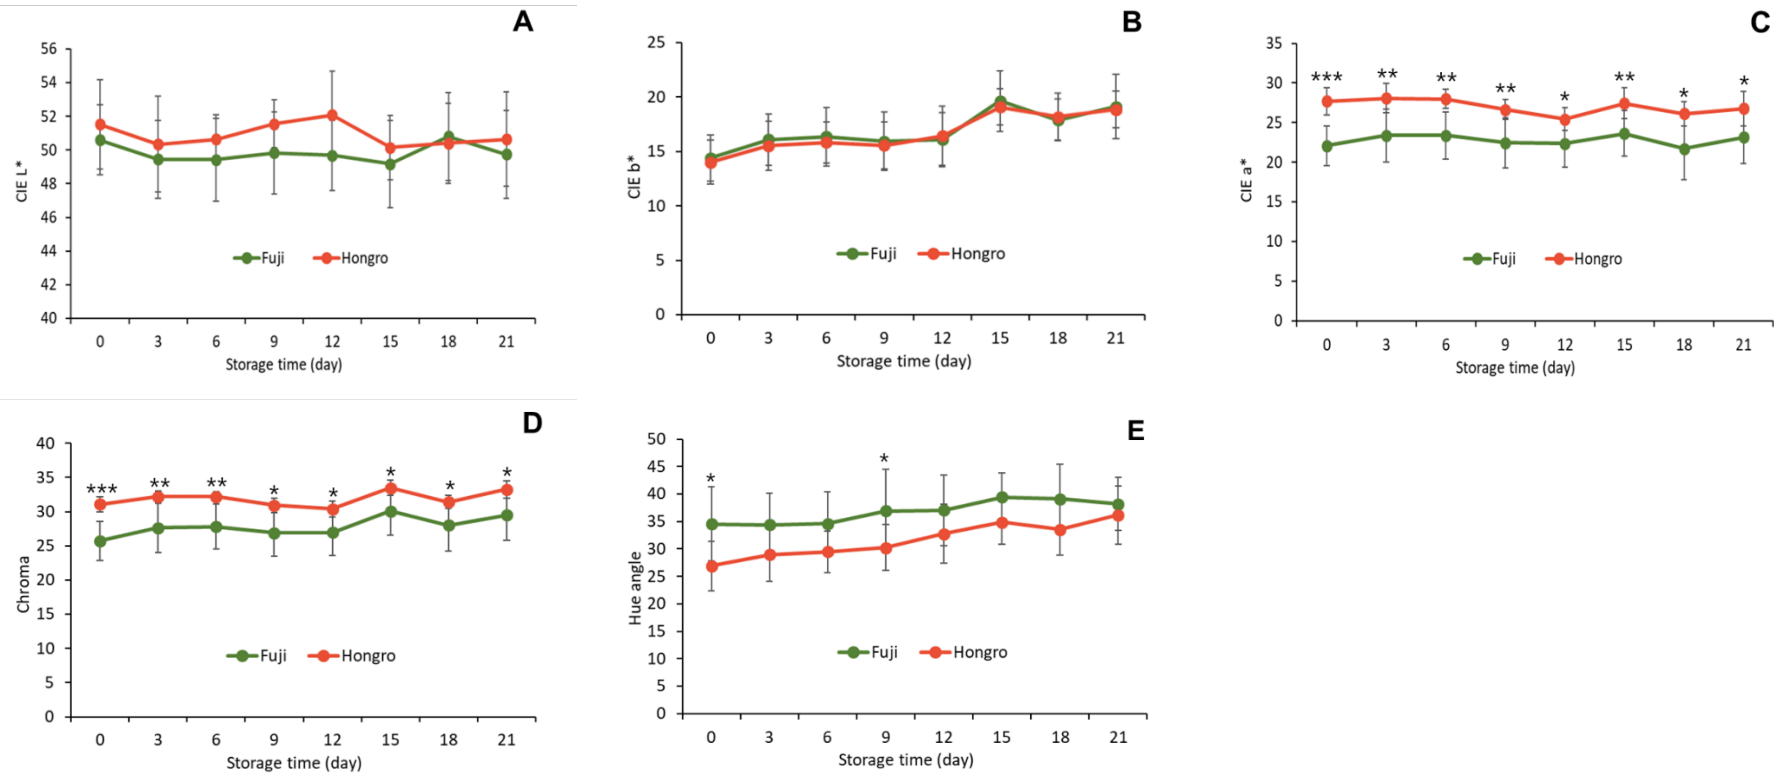 A
CIE L*
56
54
52
50
48
46
44
42
40
Fuji Hongro
0 3 6 9 12 15 18 21
Storage time (day)
B
CIE b*
25
20
15
10
5
0
Fuji Hongro
0 3 6 9 12 15 18 21
Storage time (day)
C
CIE a*
35
30
25
20
15
10
5
0
*** ** ** ** * ** * *
Fuji Hongro
0 3 6 9 12 15 18 21
Storage time (day)
D
Chroma
40
35
30
25
20
15
10
5
0
*** ** ** * * * * *
Fuji Hongro
0 3 6 9 12 15 18 21
Storage time (day)
E
Hue angle
50
45
40
35
30
25
20
15
10
5
0
* *
Fuji Hongro
0 3 6 9 12 15 18 21
Storage time (day)